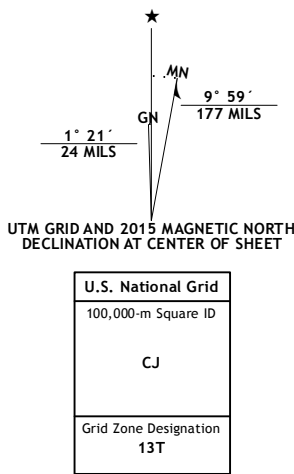 ★
MN
GN
9° 59´
177 MILS
1° 21´
24 MILS
UTM GRID AND 2015 MAGNETIC NORTH
DECLINATION AT CENTER OF SHEET
U.S. National Grid
100,000-m Square ID
CJ
Grid Zone Designation
13T